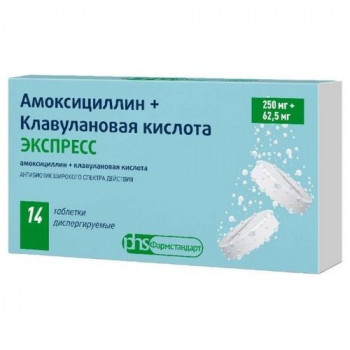 Амоксициллин +
Клавулановая кислота
ЭКСПРЕСС
амоксициллин + клавулановая кислота
АНТИБИОТИК ШИРОКОГО СПЕКТРА ДЕЙСТВИЯ
250 мг +
62,5 мг
14 таблетки
диспергируемые
phs Фармстандарт